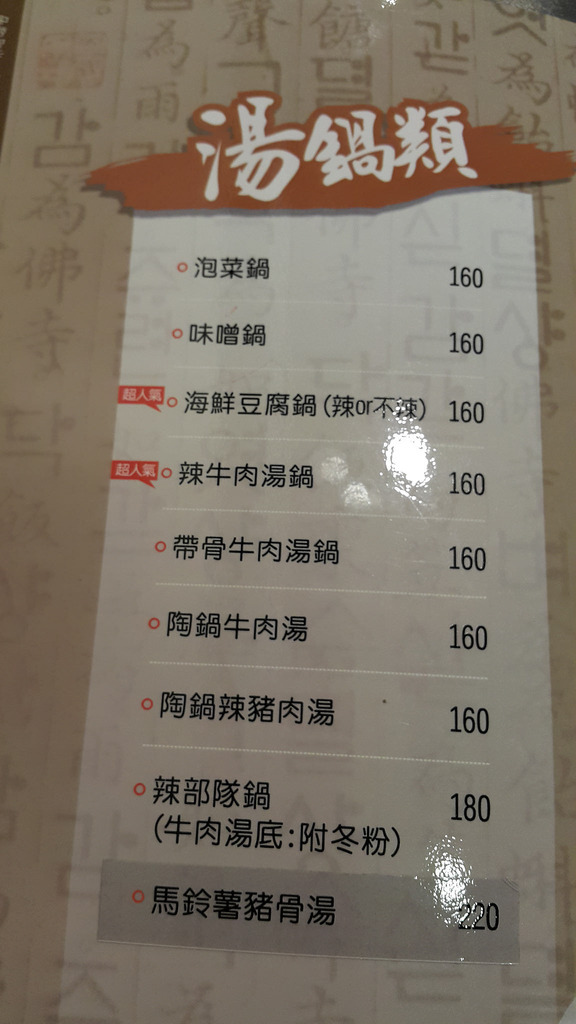 湯鍋類
泡菜鍋 160
味噌鍋 160
超人氣 海鮮豆腐鍋(辣or不辣) 160
超人氣 辣牛肉湯鍋 160
帶骨牛肉湯鍋 160
陶鍋牛肉湯 160
陶鍋辣豬肉湯 160
辣部隊鍋 180
(牛肉湯底:附冬粉)
馬鈴薯豬骨湯 220